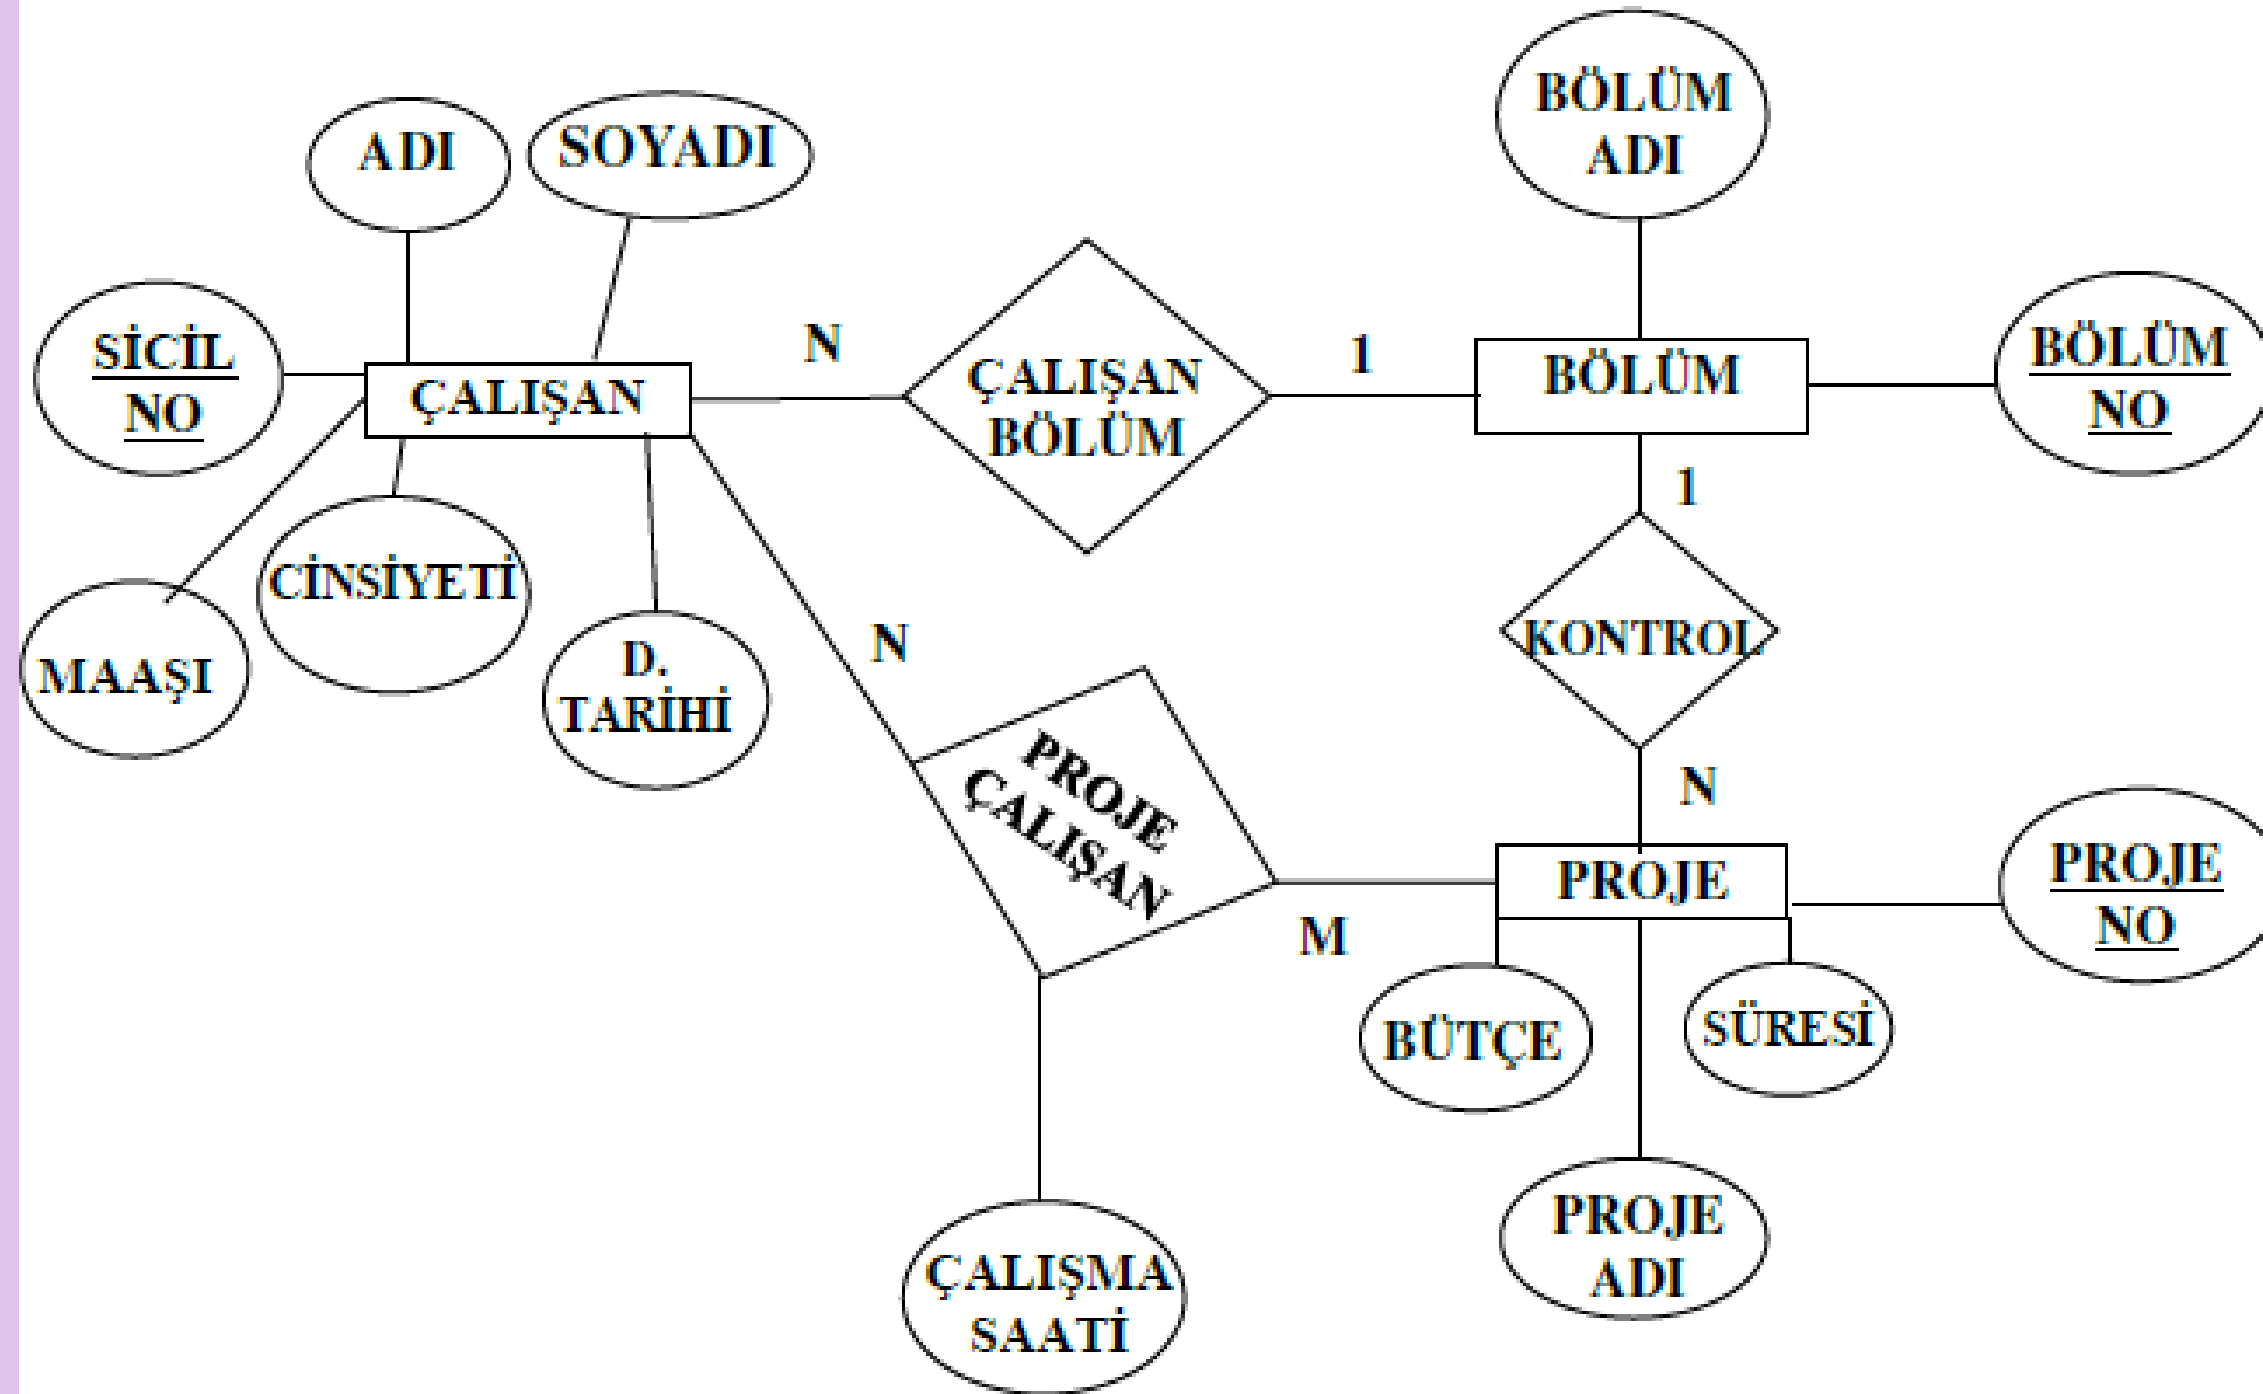 BÖLÜM
ADI
ADI
SOYADI
SİCİL
NO
ÇALIŞAN
N
ÇALIŞAN
BÖLÜM
1
BÖLÜM
BÖLÜM
NO
1
MAAŞI
CİNSİYETİ
D.
TARİHİ
N
KONTROL
PROJE
ÇALIŞAN
N
M
PROJE
PROJE
NO
BÜTÇE
SÜRESİ
PROJE
ADI
ÇALIŞMA
SAATİ